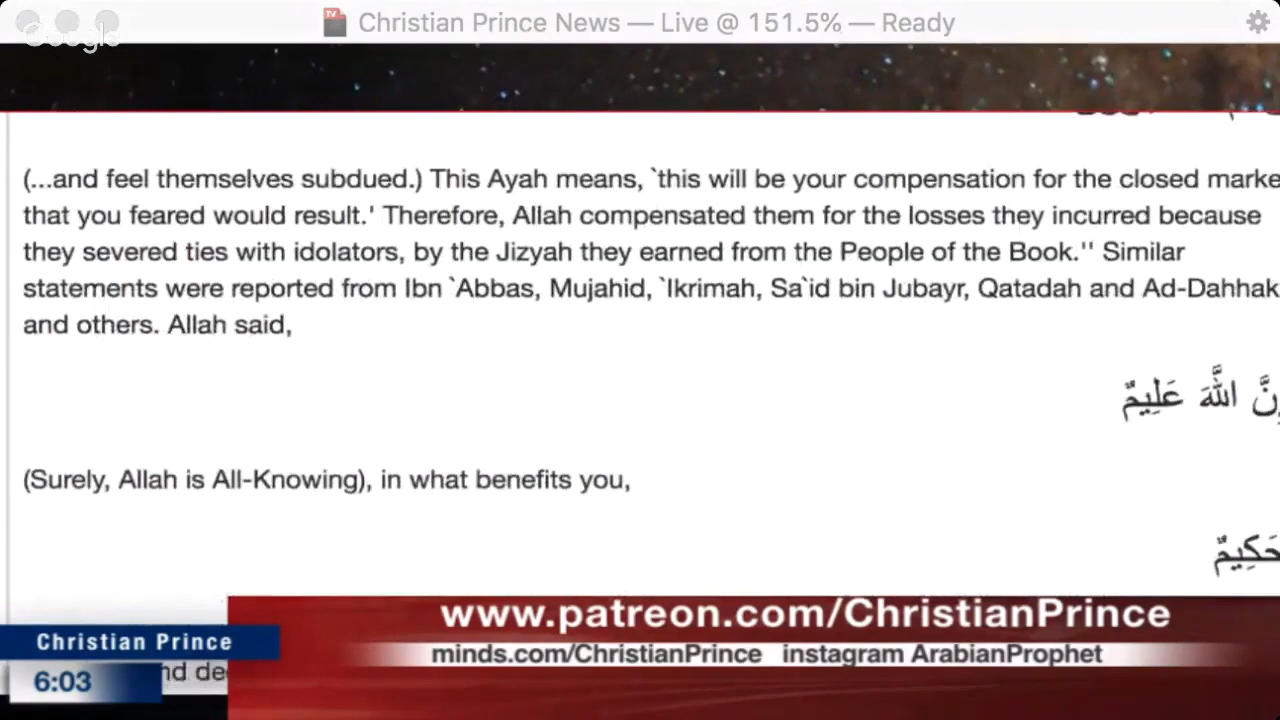 Christian Prince News — Live @ 151.5% — Ready
Google
(...and feel themselves subdued.) This Ayah means, `this will be your compensation for the closed marke
that you feared would result.' Therefore, Allah compensated them for the losses they incurred because
they severed ties with idolators, by the Jizyah they earned from the People of the Book.'' Similar
statements were reported from Ibn `Abbas, Mujahid, `Ikrimah, Sa`id bin Jubayr, Qatadah and Ad-Dahhak
and others. Allah said,
إِنَّ اللَّهَ عَلِيمٌ
(Surely, Allah is All-Knowing), in what benefits you,
حَكِيمٌ
www.patreon.com/ChristianPrince
Christian Prince
minds.com/ChristianPrince instagram ArabianProphet
6:03